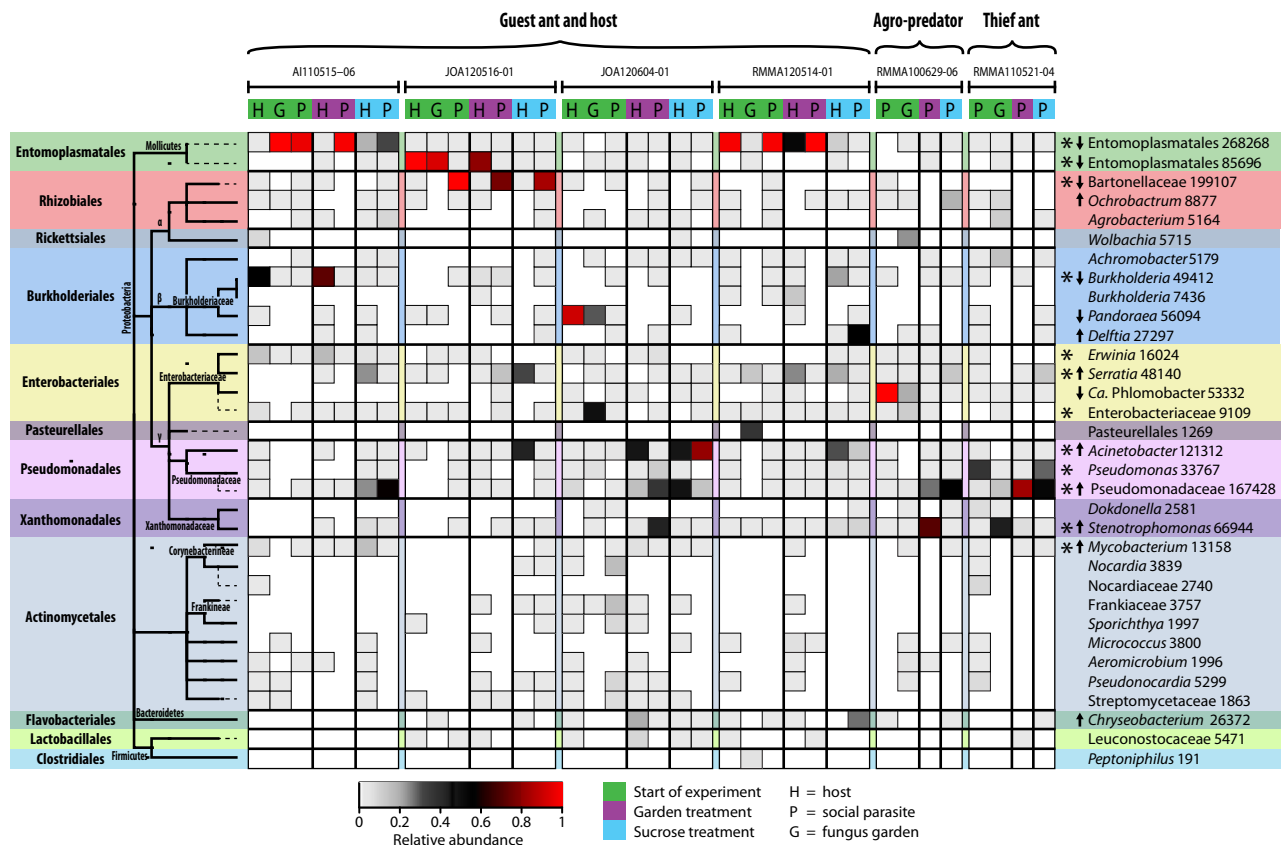 Guest ant and host Agro-predator Thief ant
AI110515–06 JOA120516-01 JOA120604-01 RMMA120514-01 RMMA100629-06 RMMA110521-04
H G P H P H P H G P H P H P H G P H P H P H G P H P H P P G P P P G P P
Entomoplasmatales Mollicutes * ↓ Entomoplasmatales 268268
* ↓ Entomoplasmatales 85696
* ↓ Bartonellaceae 199107
Rhizobiales ↑ Ochrobactrum 8877
α Agrobacterium 5164
Rickettsiales Wolbachia 5715
Proteobacteria
Achromobacter 5179
* ↓ Burkholderia 49412
Burkholderiales β Burkholderiaceae Burkholderia 7436
↓ Pandoraea 56094
↑ Delftia 27297
* Erwinia 16024
Enterobacteriales Enterobacteriaceae * ↑ Serratia 48140
↓ Ca. Phlomobacter 53332
* Enterobacteriaceae 9109
Pasteurellales γ Pasteurellales 1269
* ↑ Acinetobacter 121312
Pseudomonadales * Pseudomonas 33767
Pseudomonadaceae * ↑ Pseudomonadaceae 167428
Dokdonella 2581
Xanthomonadales Xanthomonadaceae * ↑ Stenotrophomonas 66944
Corynebacterineae * ↑ Mycobacterium 13158
Nocardia 3839
Nocardiaceae 2740
Frankineae Frankiaceae 3757
Actinomycetales Sporichthya 1997
Micrococcus 3800
Aeromicrobium 1996
Pseudonocardia 5299
Streptomycetaceae 1863
Flavobacteriales Bacteroidetes ↑ Chryseobacterium 26372
Lactobacillales Leuconostocaceae 5471
Clostridiales Firmicutes Peptoniphilus 191
0 0.2 0.4 0.6 0.8 1
Relative abundance
Start of experiment H = host
Garden treatment P = social parasite
Sucrose treatment G = fungus garden